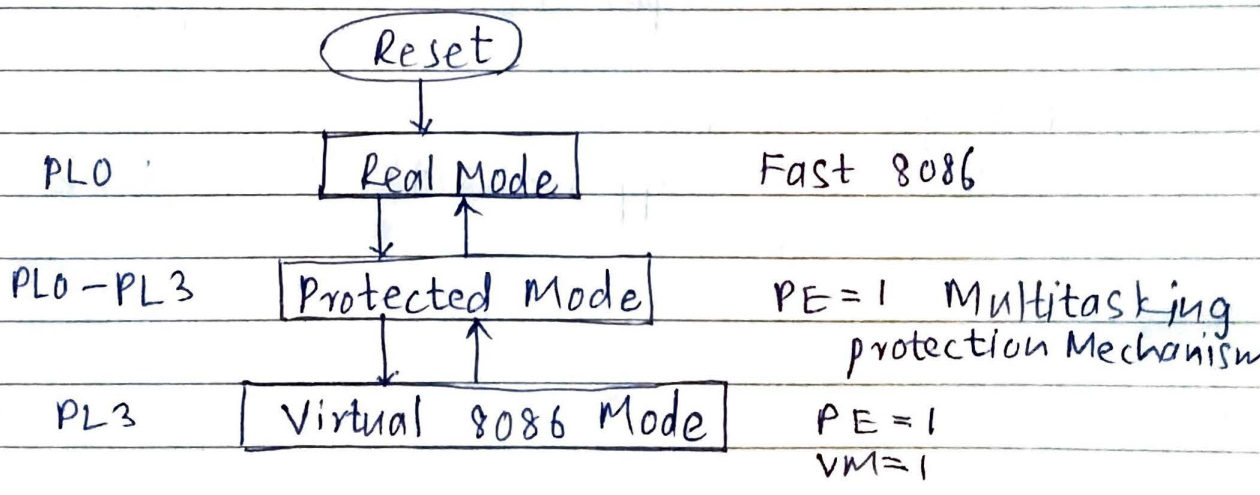 Reset
PL0 Real Mode Fast 8086
PL0-PL3 Protected Mode PE=1 Multitasking
protection Mechanism
PL3 Virtual 8086 Mode PE=1
VM=1